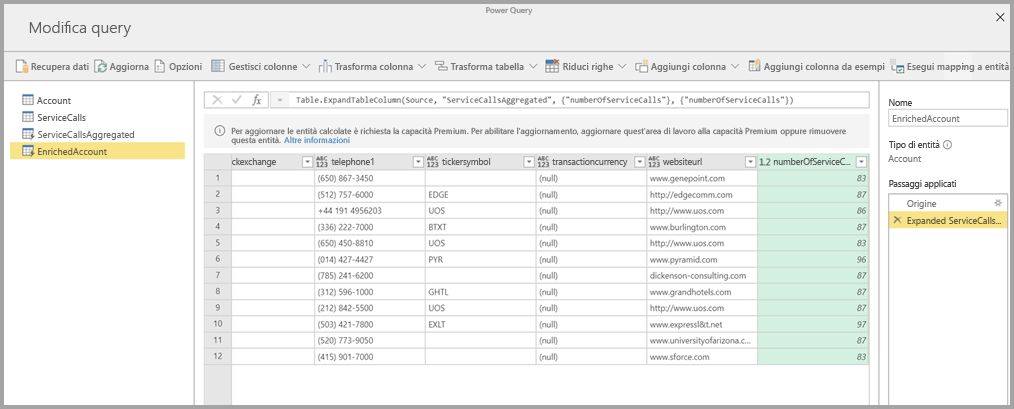 Power Query
Modifica query
Recupera dati Aggiorna Opzioni Gestisci colonne Trasforma colonna Trasforma tabella Riduci righe Aggiungi colonna Aggiungi colonna da esempi Esegui mapping a entità
Account
ServiceCalls
ServiceCallsAggregated
EnrichedAccount
fx Table.ExpandTableColumn(Source, "ServiceCallsAggregated", {"numberOfServiceCalls"}, {"numberOfServiceCalls"})
Per aggiornare le entità calcolate è richiesta la capacità Premium. Per abilitare l'aggiornamento, aggiornare quest'area di lavoro alla capacità Premium oppure rimuovere
questa entità. Altre informazioni
ckexchange ABC 123 telephone1 ABC 123 tickersymbol ABC 123 transactioncurrency ABC 123 websiteurl 1.2 numberOfServiceC...
1 (650) 867-3450 (null) www.genepoint.com 83
2 (512) 757-6000 EDGE (null) http://edgecomm.com 87
3 +44 191 4956203 UOS (null) http://www.uos.com 86
4 (336) 222-7000 BTXT (null) www.burlington.com 87
5 (650) 450-8810 UOS (null) http://www.uos.com 83
6 (014) 427-4427 PYR (null) www.pyramid.com 96
7 (785) 241-6200 (null) dickenson-consulting.com 87
8 (312) 596-1000 GHTL (null) www.grandhotels.com 87
9 (212) 842-5500 UOS (null) http://www.uos.com 87
10 (503) 421-7800 EXLT (null) www.expressl&t.net 97
11 (520) 773-9050 (null) www.universityofarizona.c... 87
12 (415) 901-7000 (null) www.sforce.com 83
Nome
EnrichedAccount
Tipo di entità
Account
Passaggi applicati
Origine
Expanded ServiceCalls...